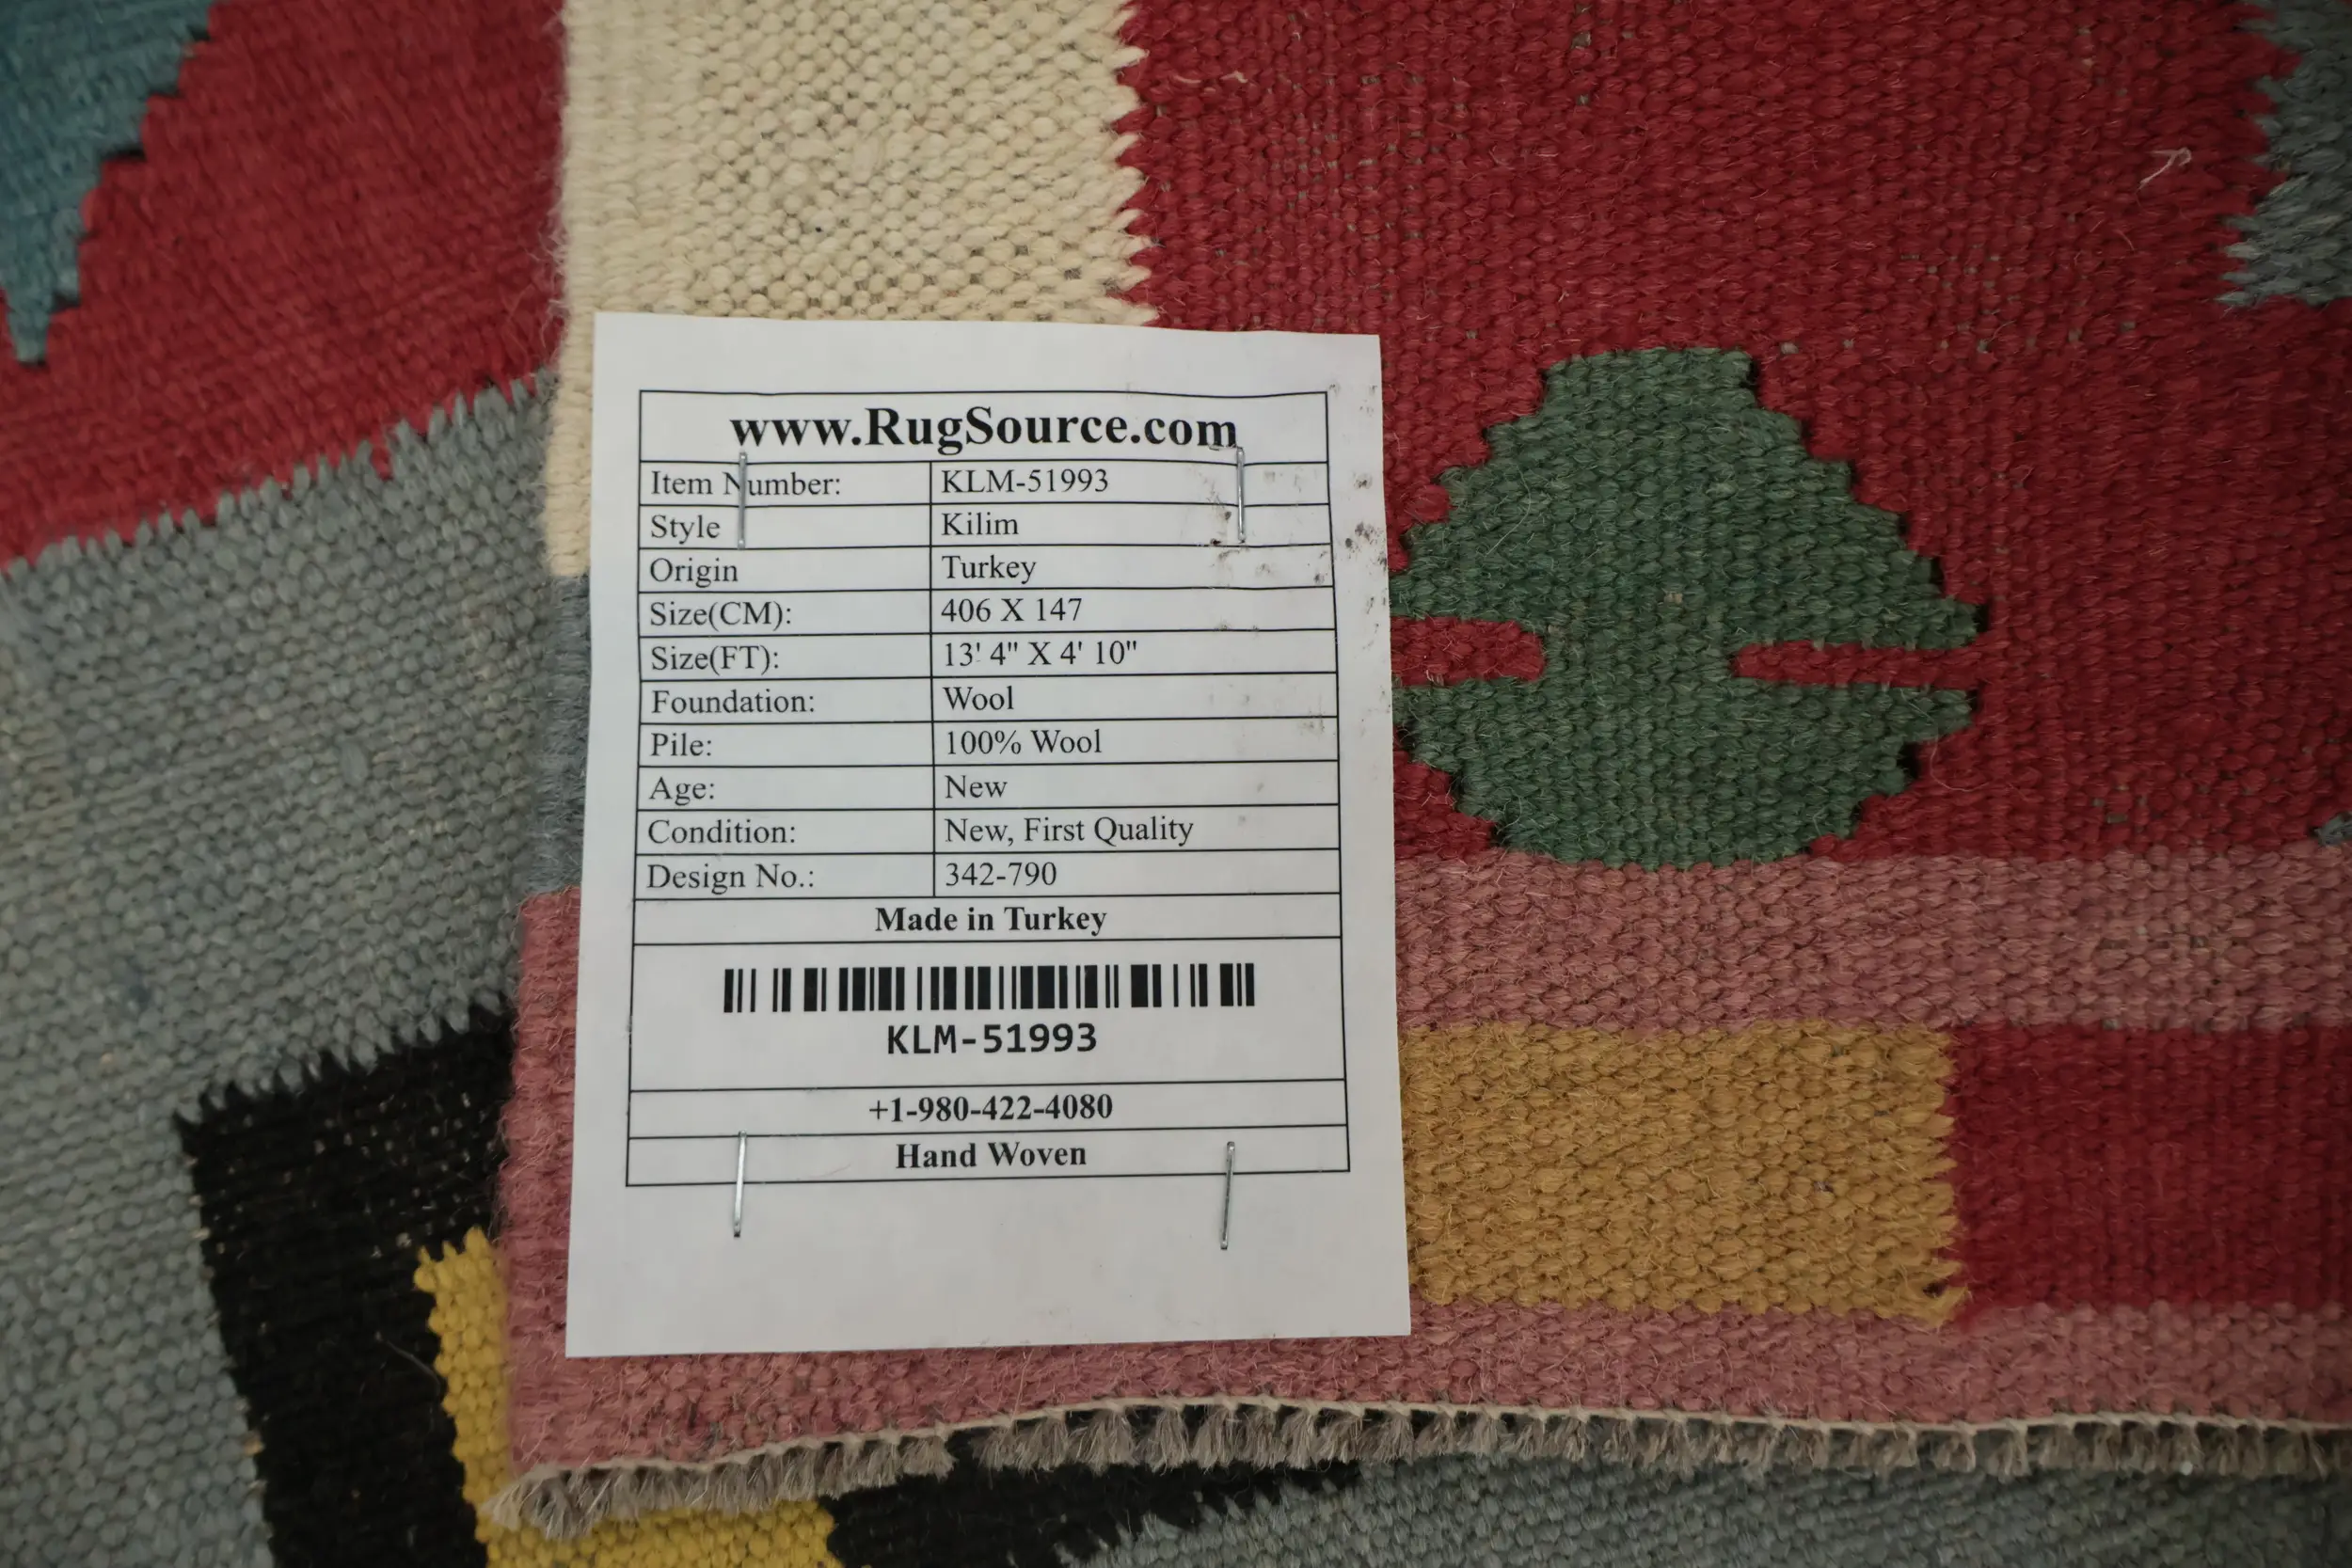 www.RugSource.com
Item Number: KLM-51993
Style Kilim
Origin Turkey
Size(CM): 406 X 147
Size(FT): 13' 4" X 4' 10"
Foundation: Wool
Pile: 100% Wool
Age: New
Condition: New, First Quality
Design No.: 342-790
Made in Turkey
KLM-51993
+1-980-422-4080
Hand Woven